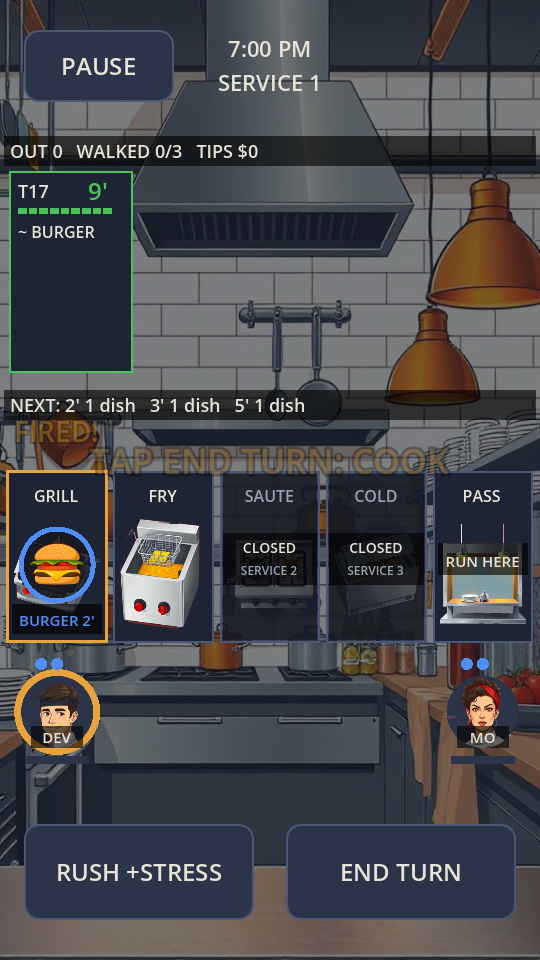 PAUSE
7:00 PM
SERVICE 1
OUT 0 WALKED 0/3 TIPS $0
T17 9'
~ BURGER
NEXT: 2' 1 dish 3' 1 dish 5' 1 dish
FIRED!
TAP END TURN: COOK
GRILL
FRY
SAUTE
COLD
PASS
CLOSED
SERVICE 2
CLOSED
SERVICE 3
RUN HERE
BURGER 2'
DEV
MO
RUSH +STRESS
END TURN